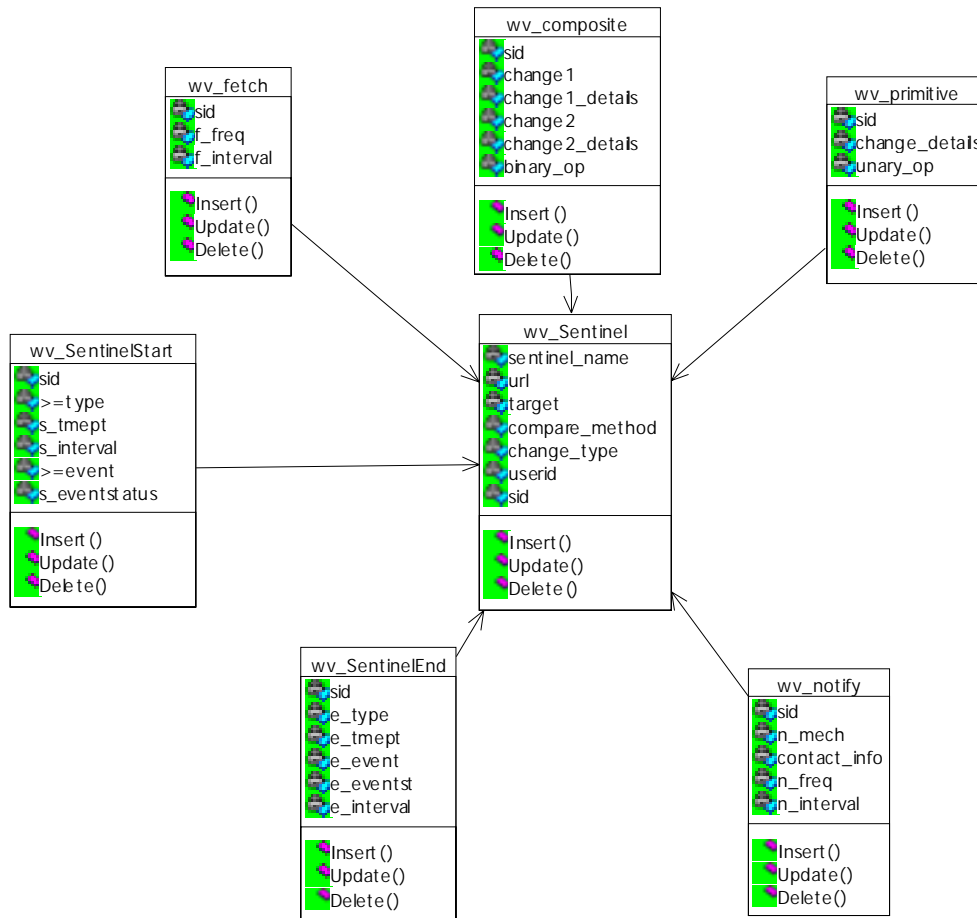 wv_composite
sid
change1
change1_details
change2
change2_details
binary_op
Insert()
Update()
Delete()
wv_fetch
sid
f_freq
f_interval
Insert()
Update()
Delete()
wv_primitive
sid
change_details
unary_op
Insert()
Update()
Delete()
wv_SentinelStart
sid
>=type
s_tmept
s_interval
>=event
s_eventstatus
Insert()
Update()
Delete()
wv_Sentinel
sentinel_name
url
target
compare_method
change_type
userid
sid
Insert()
Update()
Delete()
wv_SentinelEnd
sid
e_type
e_tmept
e_event
e_eventst
e_interval
Insert()
Update()
Delete()
wv_notify
sid
n_mech
contact_info
n_freq
n_interval
Insert()
Update()
Delete()